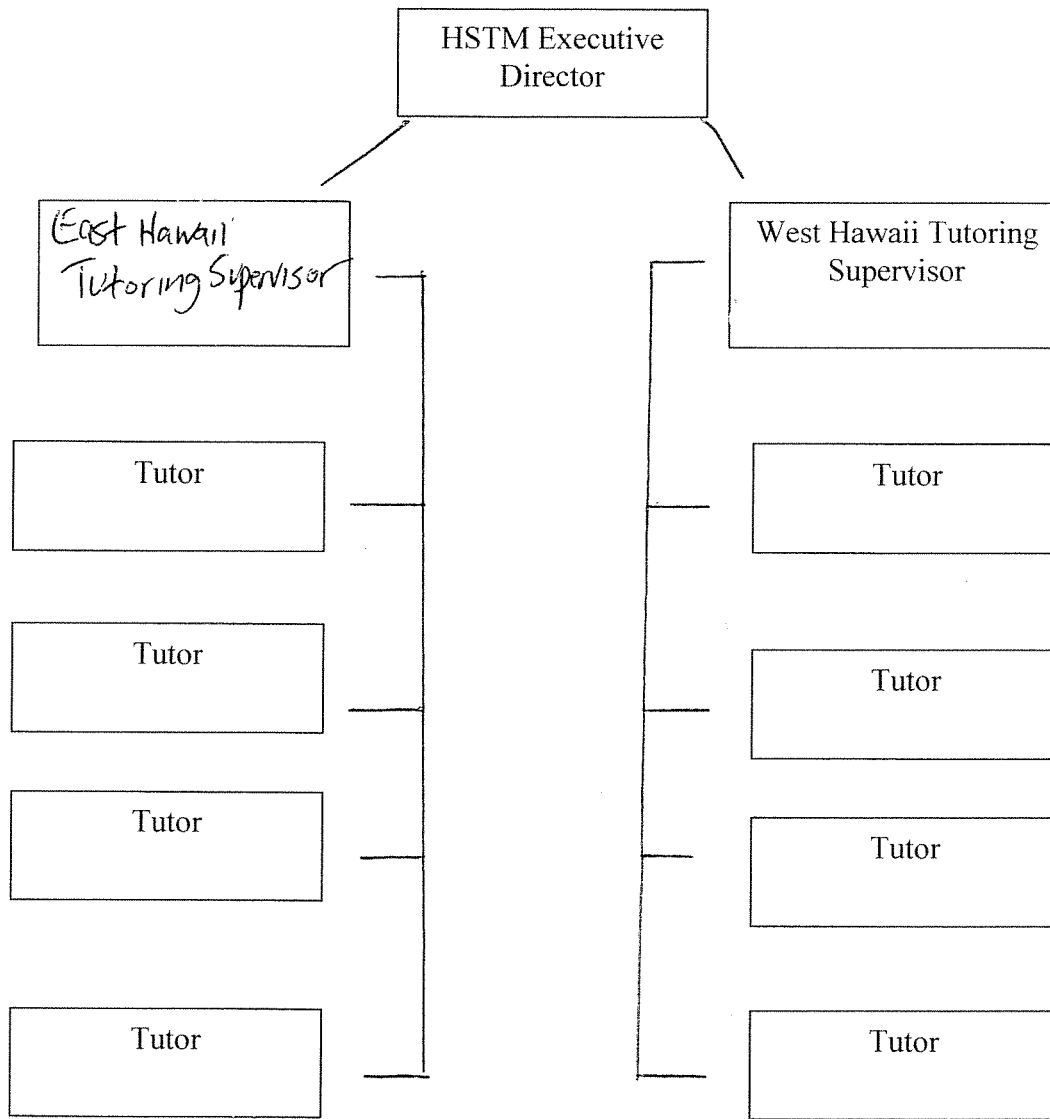 HSTM Executive
Director
East Hawaii
Tutoring Supervisor
West Hawaii Tutoring
Supervisor
Tutor
Tutor
Tutor
Tutor
Tutor
Tutor
Tutor
Tutor